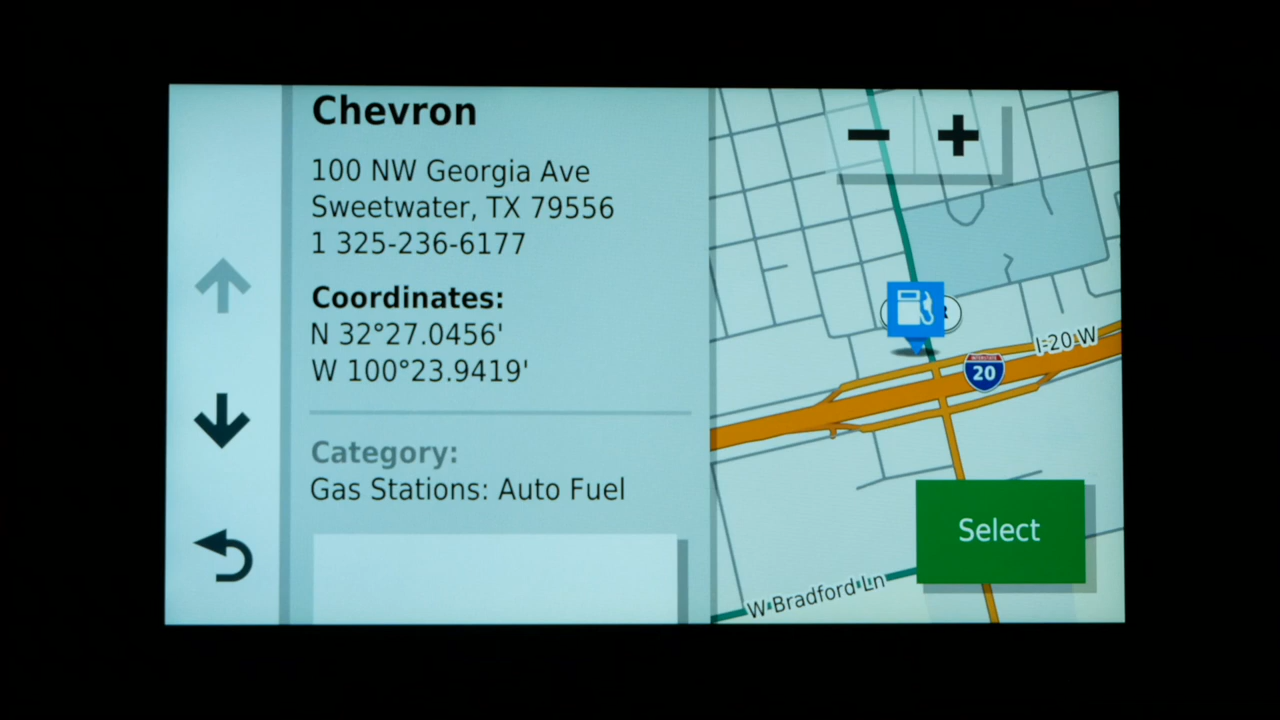 Chevron
100 NW Georgia Ave
Sweetwater, TX 79556
1 325-236-6177
Coordinates:
N 32°27.0456'
W 100°23.9419'
Category:
Gas Stations: Auto Fuel
R
I-20 W
INTERSTATE
20
Select
W Bradford Ln